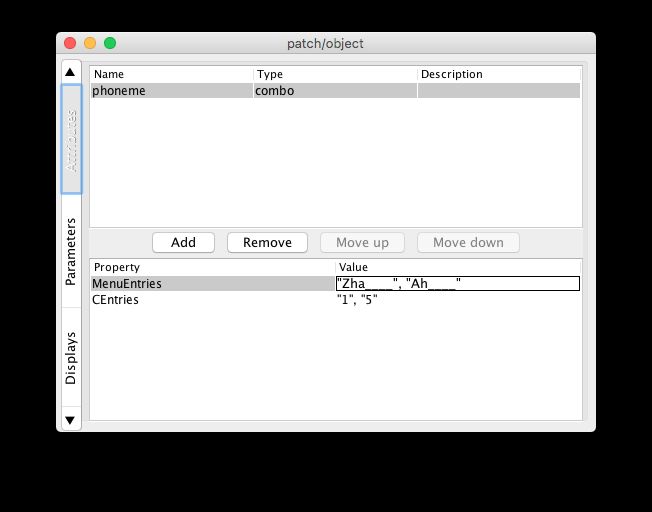 patch/object
Name Type Description
phoneme combo
Attributes
Parameters
Displays
Add Remove Move up Move down
Property Value
MenuEntries "Zha____", "Ah____"
CEntries "1", "5"